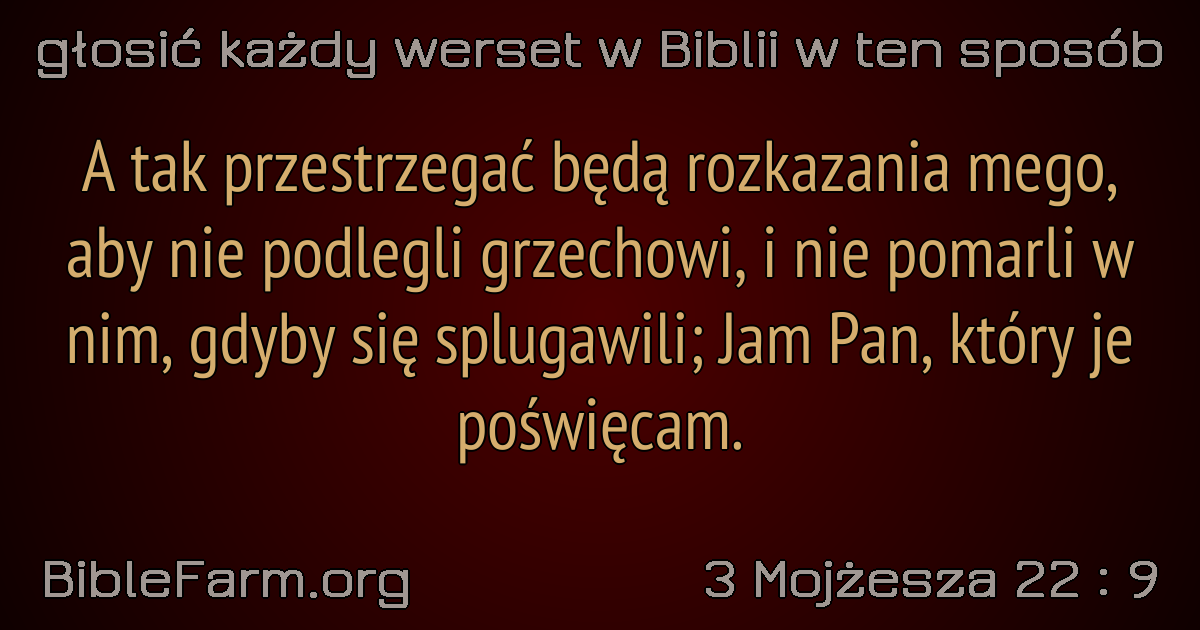 głosić każdy werset w Biblii w ten sposób
A tak przestrzegać będą rozkazania mego,
aby nie podlegli grzechowi, i nie pomarli w
nim, gdyby się splugawili; Jam Pan, który je
poświęcam.
BibleFarm.org
3 Mojżesza 22 : 9